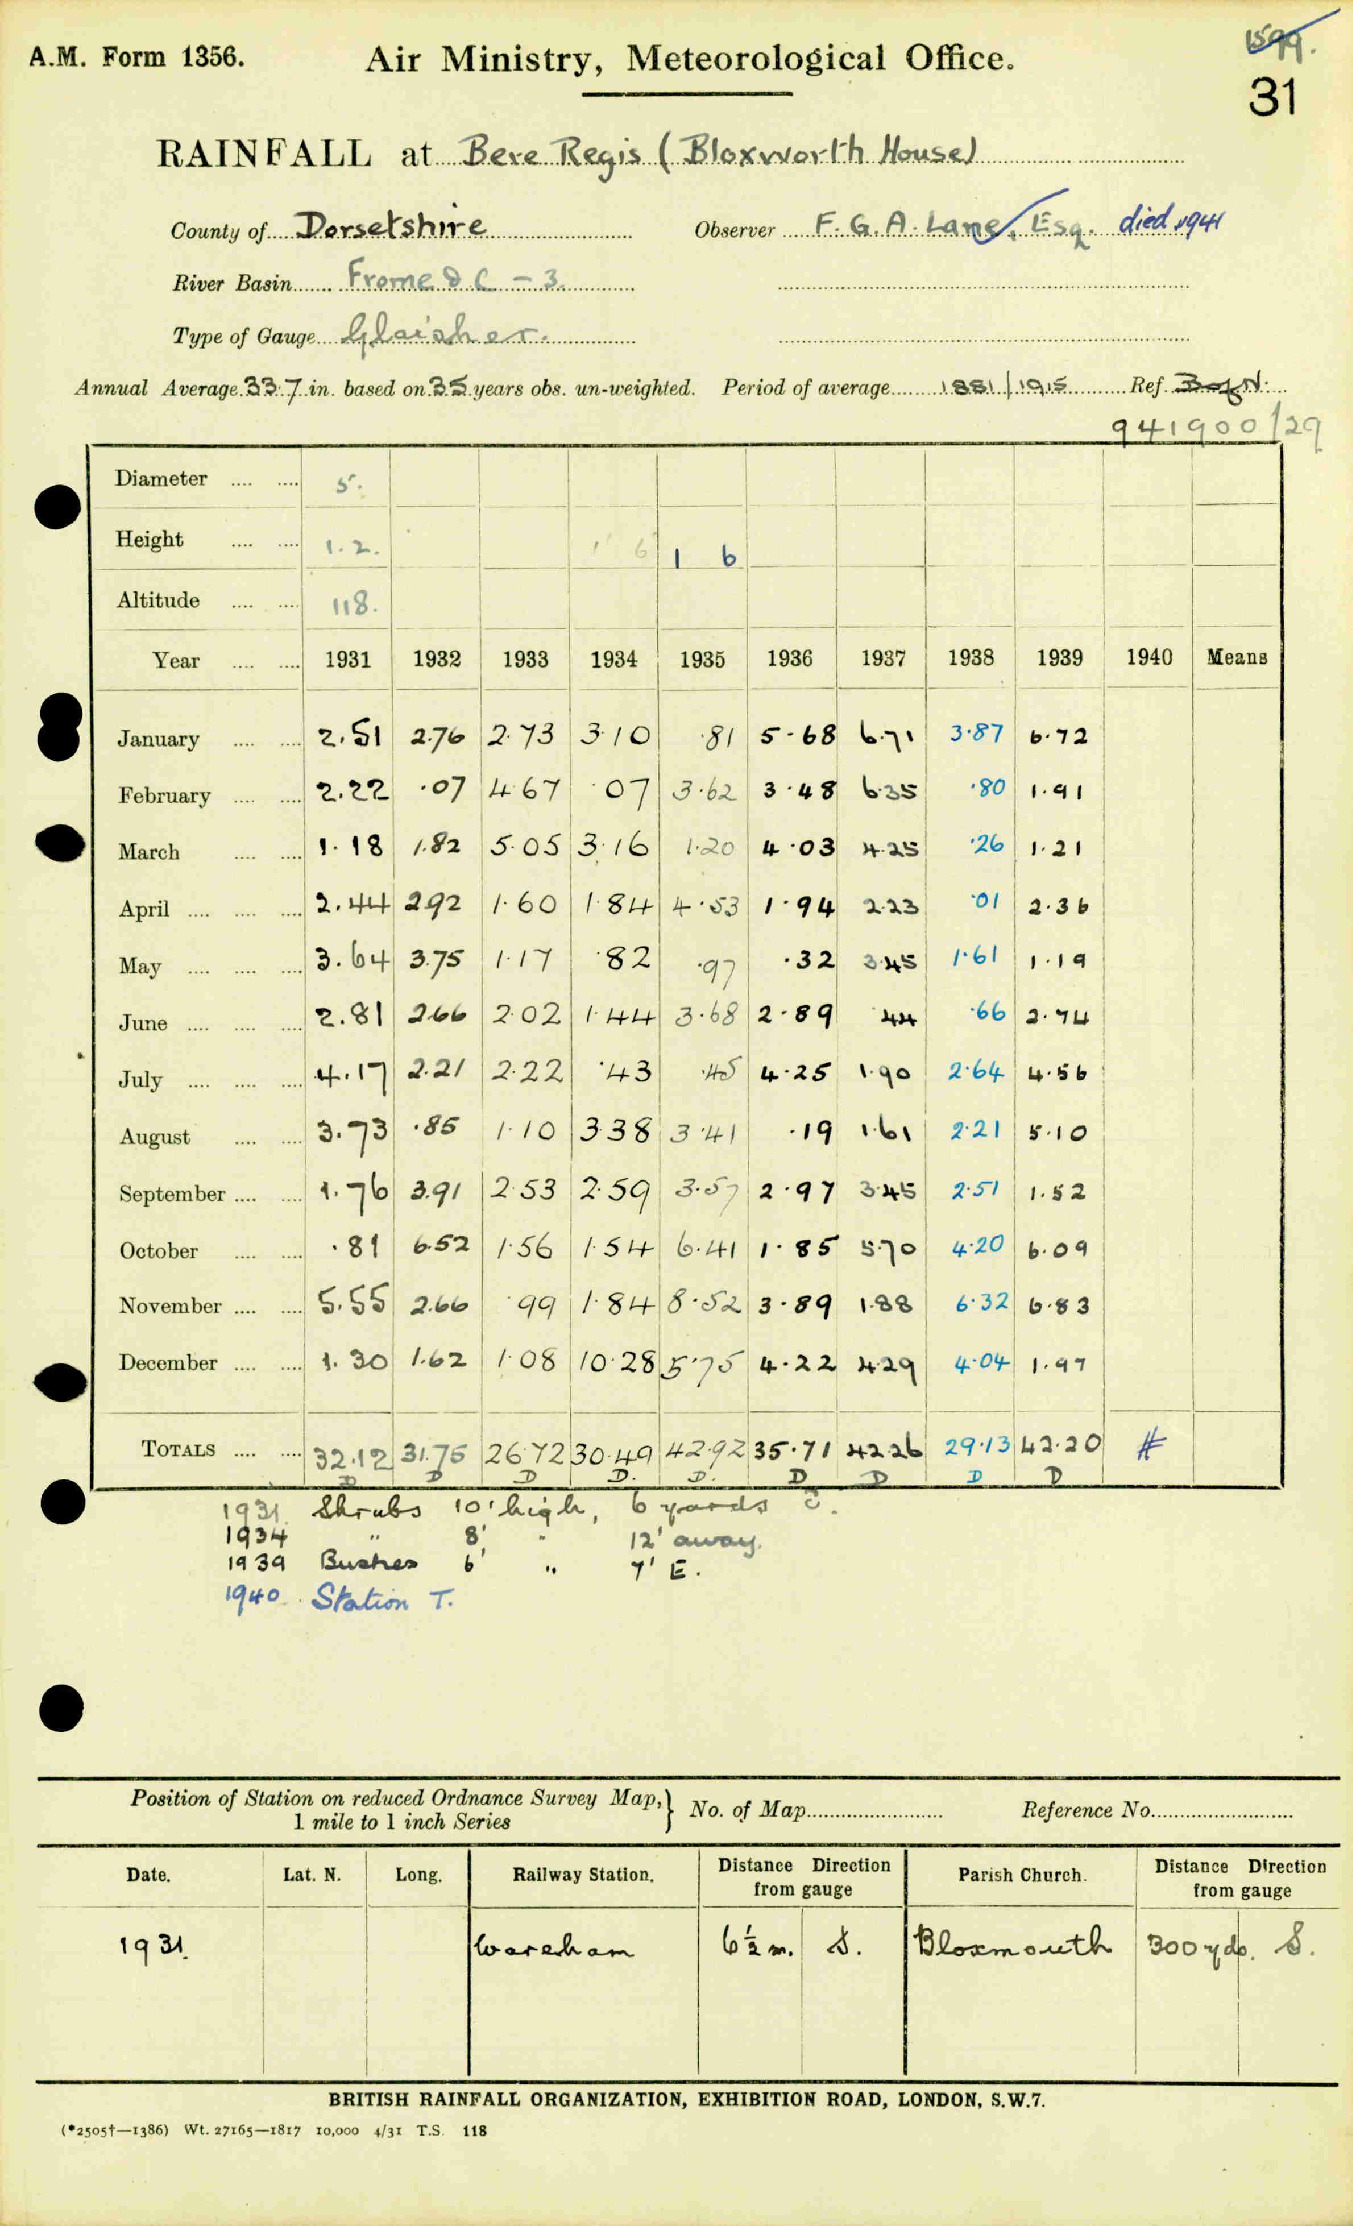 1599.
A.M. Form 1356. Air Ministry, Meteorological Office.
31
RAINFALL at Bere Regis (Bloxworth House)
County of Dorsetshire Observer F. G. A. Lane, Esq. died 1941
River Basin Frome & C - 3.
Type of Gauge Glaisher.
Annual Average 33.7 in. based on 35 years obs. un-weighted. Period of average 1881/1915 Ref. B of N.
941900/29
Diameter 5.
Height 1. 2. 1 6 1 6
Altitude 118.
Year 1931 1932 1933 1934 1935 1936 1937 1938 1939 1940 Means
January 2.51 2.76 2.73 3.10 .81 5.68 6.71 3.87 6.72
February 2.22 .07 4.67 .07 3.62 3.48 6.35 .80 1.91
March 1.18 1.82 5.05 3.16 1.20 4.03 4.25 .26 1.21
April 2.44 2.92 1.60 1.84 4.53 1.94 2.23 .01 2.36
May 3.64 3.75 1.17 .82 .97 .32 3.45 1.61 1.19
June 2.81 2.66 2.02 1.44 3.68 2.89 .44 .66 2.74
July 4.17 2.21 2.22 .43 .45 4.25 1.90 2.64 4.56
August 3.73 .85 1.10 3.38 3.41 .19 1.61 2.21 5.10
September 1.76 3.91 2.53 2.59 3.57 2.97 3.45 2.51 1.52
October .81 6.52 1.56 1.54 6.41 1.85 5.70 4.20 6.09
November 5.55 2.66 .99 1.84 8.52 3.89 1.88 6.32 6.83
December 1.30 1.62 1.08 10.28 5.75 4.22 4.29 4.04 1.97
TOTALS 32.12 31.75 26.72 30.49 42.92 35.71 42.26 29.13 42.20 #
D D D D. D. D D D D
1931 Shrubs 10' high, 6 yards
1934 " 8' " 12' away.
1939 Bushes 6' " 7' E.
1940 Station T.
Position of Station on reduced Ordnance Survey Map, 1 mile to 1 inch Series } No. of Map Reference No.
Date. Lat. N. Long. Railway Station. Distance Direction from gauge Parish Church. Distance Direction from gauge
1931. Wareham 6½ m. S. Bloxmouth 300 yds. S.
BRITISH RAINFALL ORGANIZATION, EXHIBITION ROAD, LONDON, S.W.7.
(*2505†—1386) Wt. 27165—1817 10,000 4/31 T.S. 118